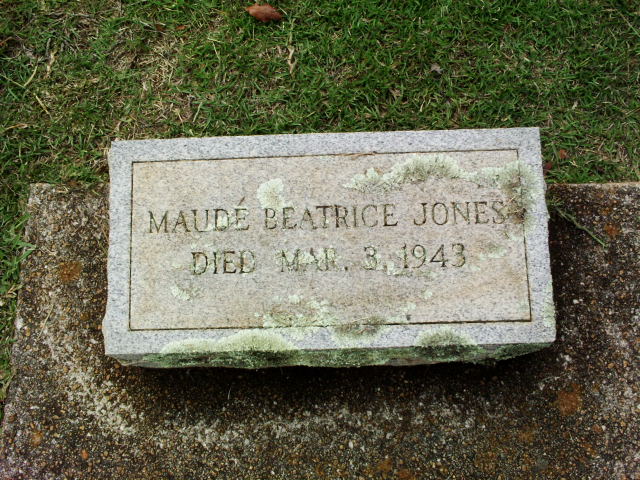 MAUDÉ BEATRICE JONES
DIED MAR. 3, 1943